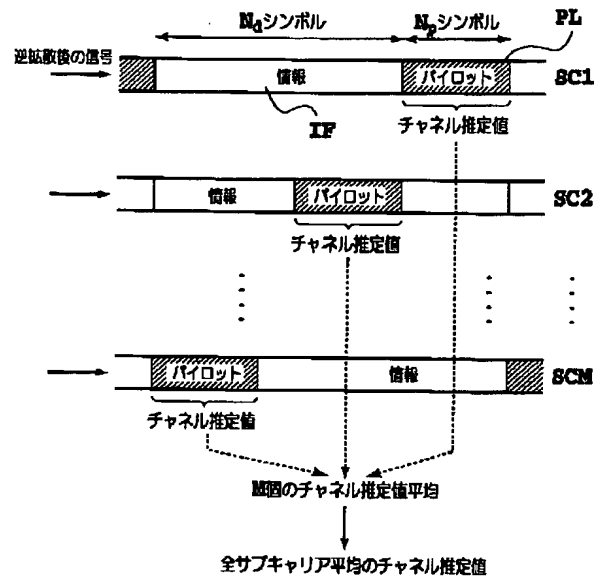 Ndシンボル Npシンボル PL
逆拡散後の信号
情報 パイロット SC1
IF チャネル推定値
情報 パイロット SC2
チャネル推定値
パイロット 情報 SCM
チャネル推定値
M個のチャネル推定値平均
全サブキャリア平均のチャネル推定値